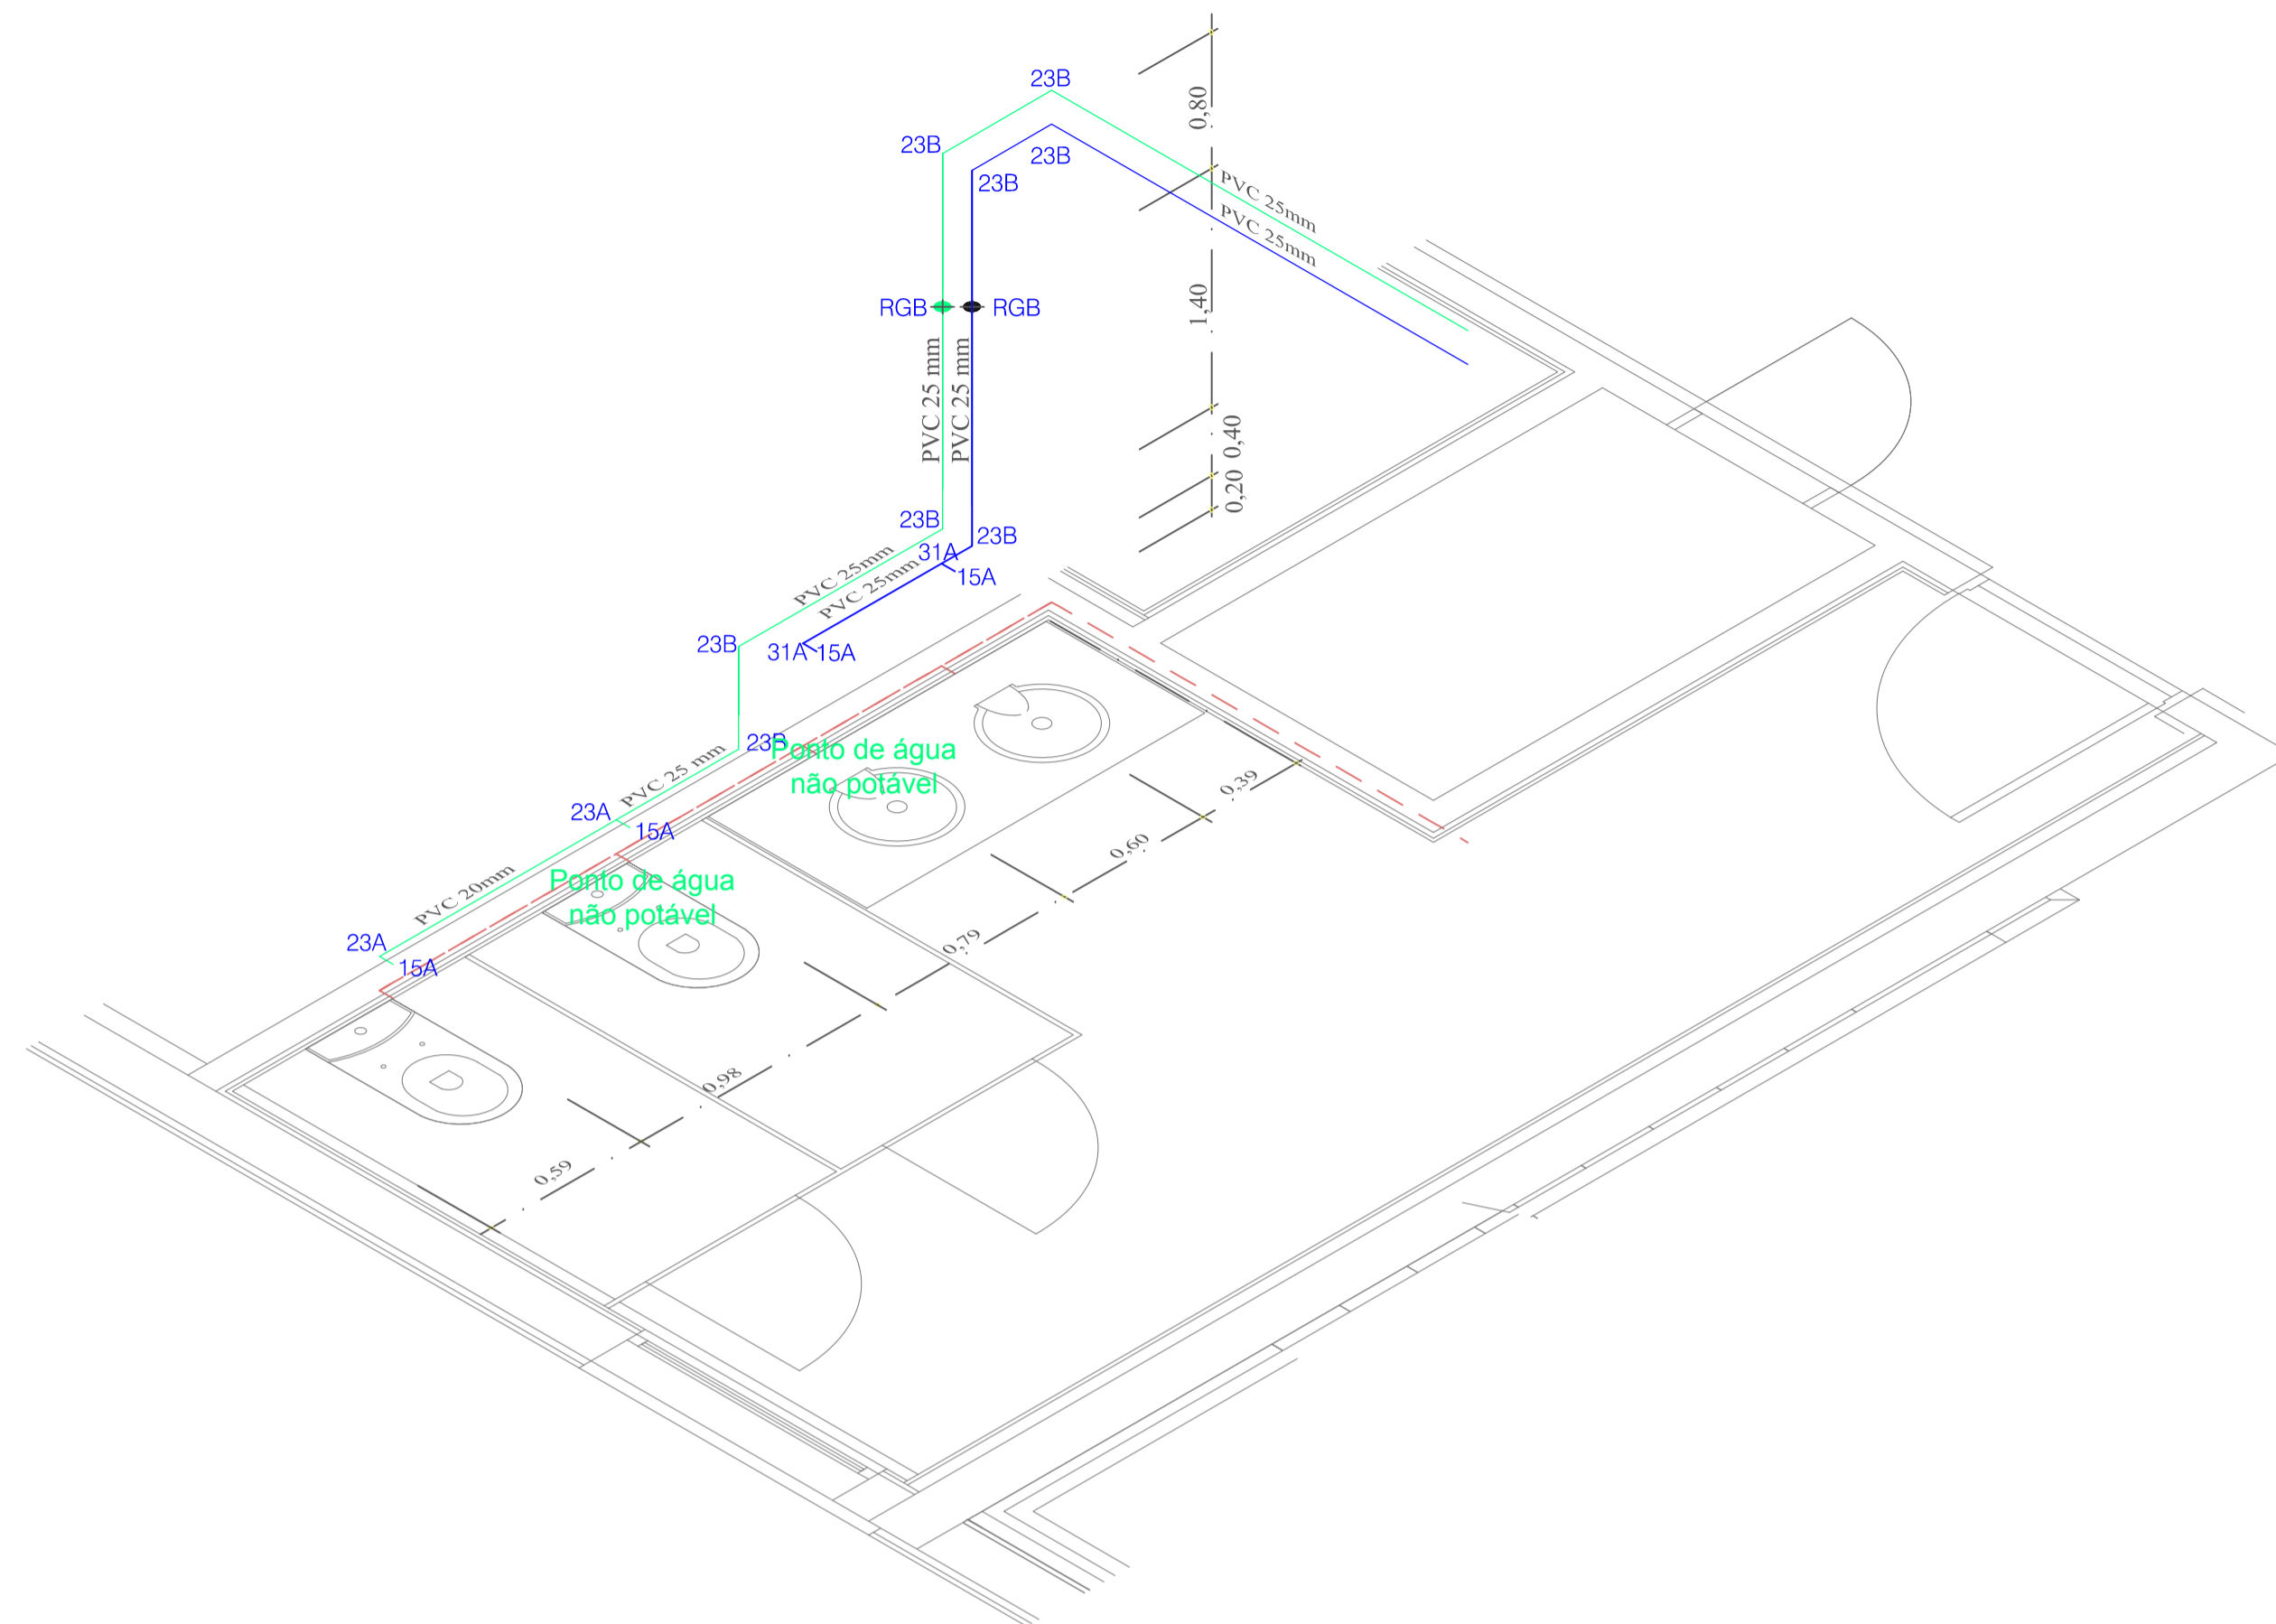 23B
0,80
23B
23B
23B
PVC 25mm
PVC 25mm
RGB
RGB
1,40
PVC 25 mm
PVC 25 mm
0,40
0,20
23B
23B
31A
15A
PVC 25mm
PVC 25mm
23B
31A
15A
23B
Ponto de água
não potável
PVC 25 mm
23A
15A
0,39
0,60
Ponto de água
não potável
PVC 20mm
23A
15A
0,79
0,98
0,59